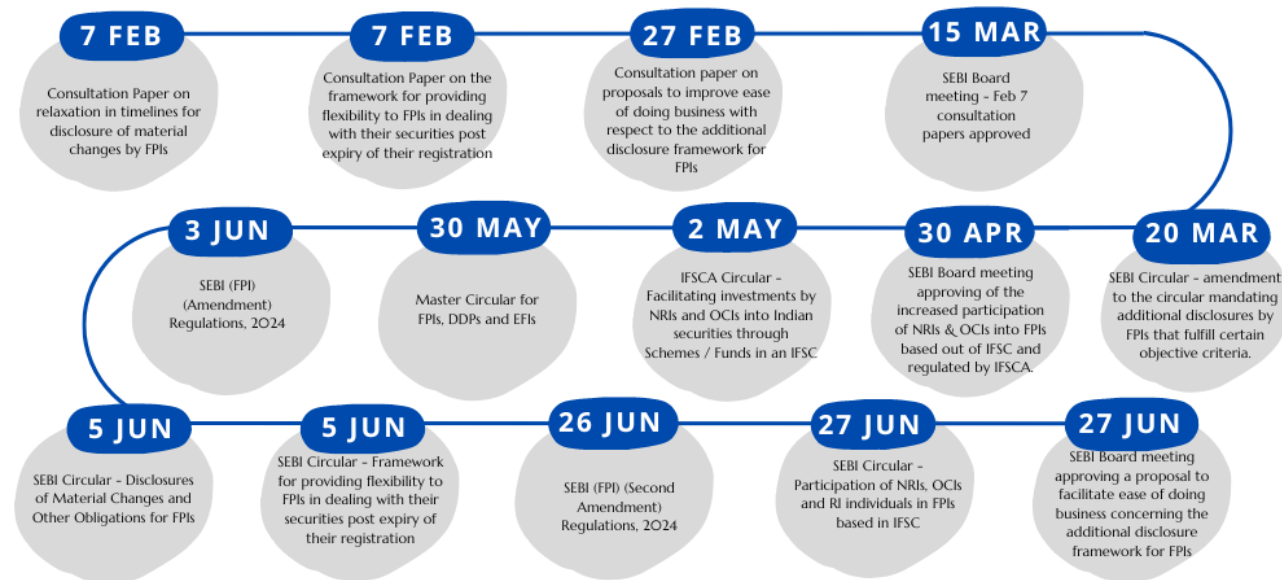 7 FEB
Consultation Paper on
relaxation in timelines for
disclosure of material
changes by FPIs
7 FEB
Consultation Paper on the
framework for providing
flexibility to FPIs in dealing
with their securities post
expiry of their registration
27 FEB
Consultation paper on
proposals to improve ease
of doing business with
respect to the additional
disclosure framework for
FPIs
15 MAR
SEBI Board
meeting - Feb 7
consultation
papers approved
20 MAR
SEBI Circular - amendment
to the circular mandating
additional disclosures by
FPIs that fulfill certain
objective criteria.
30 APR
SEBI Board meeting
approving of the
increased participation
of NRIs & OCIs into FPIs
based out of IFSC and
regulated by IFSCA.
2 MAY
IFSCA Circular -
Facilitating investments by
NRIs and OCIs into Indian
securities through
Schemes / Funds in an IFSC
30 MAY
Master Circular for
FPIs, DDPs and EFIs
3 JUN
SEBI (FPI)
(Amendment)
Regulations, 2024
5 JUN
SEBI Circular - Disclosures
of Material Changes and
Other Obligations for FPIs
5 JUN
SEBI Circular - Framework
for providing flexibility to
FPIs in dealing with their
securities post expiry of
their registration
26 JUN
SEBI (FPI) (Second
Amendment)
Regulations, 2024
27 JUN
SEBI Circular -
Participation of NRIs, OCIs
and RI individuals in FPIs
based in IFSC
27 JUN
SEBI Board meeting
approving a proposal to
facilitate ease of doing
business concerning the
additional disclosure
framework for FPIs